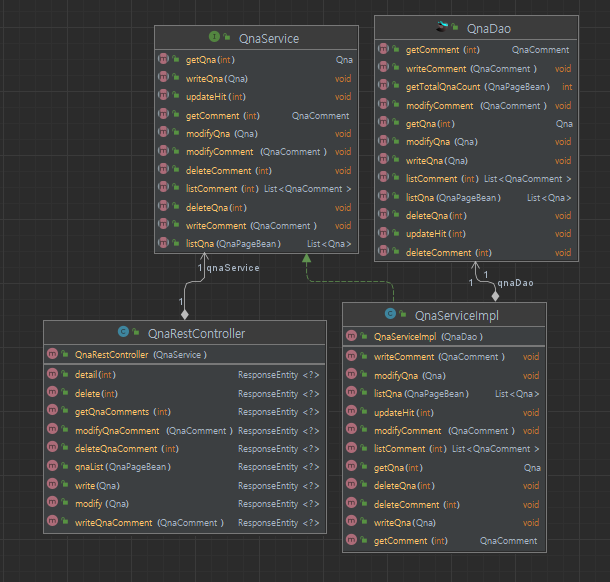 QnaService
getQna(int) Qna
writeQna(Qna) void
updateHit(int) void
getComment (int) QnaComment
modifyQna (Qna) void
modifyComment (QnaComment ) void
deleteComment (int) void
listComment (int) List<QnaComment >
deleteQna(int) void
writeComment (QnaComment ) void
listQna (QnaPageBean) List<Qna>
QnaDao
getComment (int) QnaComment
writeComment (QnaComment ) void
getTotalQnaCount (QnaPageBean) int
modifyComment (QnaComment ) void
getQna(int) Qna
modifyQna (Qna) void
writeQna(Qna) void
listComment (int) List<QnaComment >
listQna (QnaPageBean) List<Qna>
deleteQna(int) void
updateHit(int) void
deleteComment (int) void
1 qnaService
1
1 qnaDao
1
QnaRestController
QnaRestController (QnaService )
detail(int) ResponseEntity <?>
delete(int) ResponseEntity <?>
getQnaComments (int) ResponseEntity <?>
modifyQnaComment (QnaComment ) ResponseEntity <?>
deleteQnaComment (int) ResponseEntity <?>
qnaList(QnaPageBean) ResponseEntity <?>
write(Qna) ResponseEntity <?>
modify (Qna) ResponseEntity <?>
writeQnaComment (QnaComment ) ResponseEntity <?>
QnaServiceImpl
QnaServiceImpl (QnaDao )
writeComment (QnaComment ) void
modifyQna (Qna) void
listQna (QnaPageBean) List<Qna>
updateHit(int) void
modifyComment (QnaComment ) void
listComment (int) List<QnaComment >
getQna(int) Qna
deleteQna(int) void
deleteComment (int) void
writeQna(Qna) void
getComment (int) QnaComment